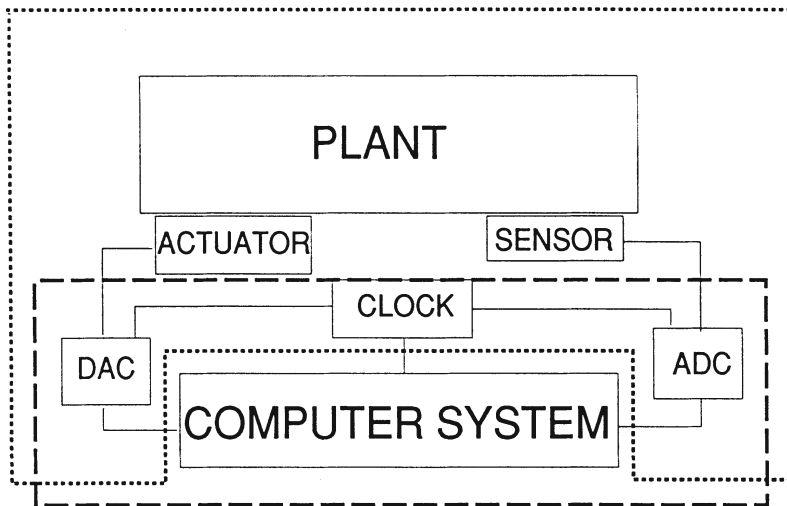 PLANT
ACTUATOR
SENSOR
CLOCK
DAC
ADC
COMPUTER SYSTEM